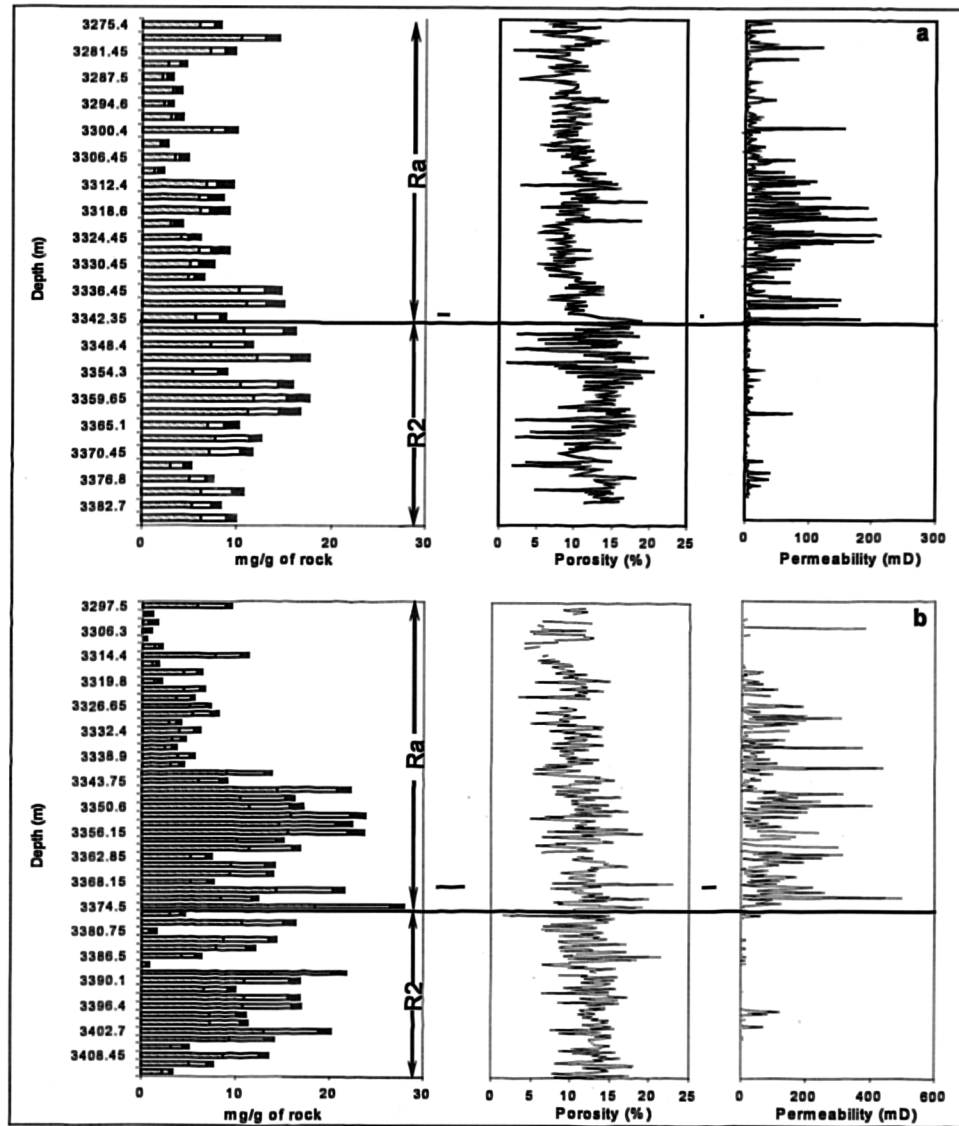 a
3275.4
3281.45
3287.5
3294.6
3300.4
3306.45
3312.4
3318.6
3324.45
3330.45
3336.45
3342.35
3348.4
3354.3
3359.65
3365.1
3370.45
3376.8
3382.7
Depth (m)
Ra
R2
0 10 20 30
mg/g of rock
0 5 10 15 20 25
Porosity (%)
0 100 200 300
Permeability (mD)
b
3297.5
3306.3
3314.4
3319.8
3326.65
3332.4
3338.9
3343.75
3350.6
3356.15
3362.85
3368.15
3374.5
3380.75
3386.5
3390.1
3396.4
3402.7
3408.45
Depth (m)
Ra
R2
0 10 20 30
mg/g of rock
0 5 10 15 20 25
Porosity (%)
0 200 400 600
Permeability (mD)